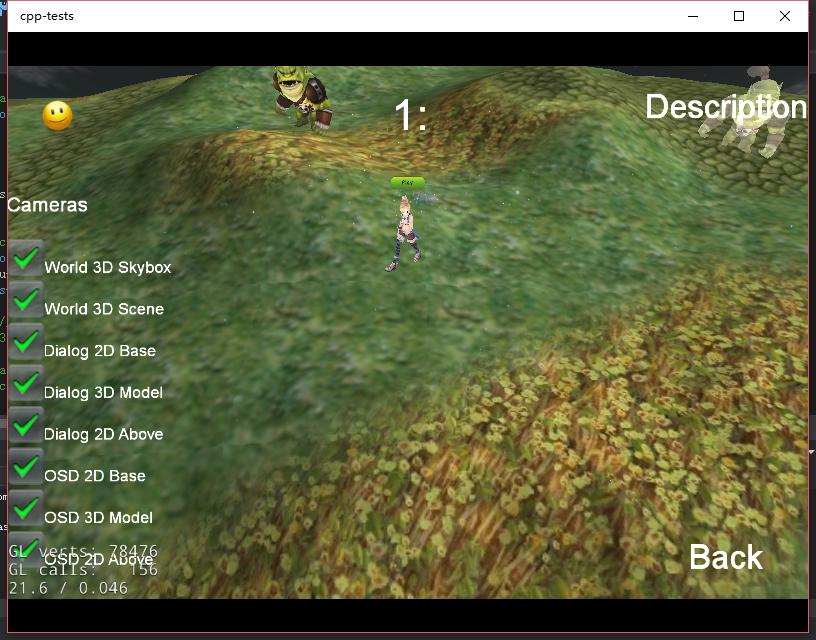 cpp-tests
1:
Description
Play
Cameras
World 3D Skybox
World 3D Scene
Dialog 2D Base
Dialog 3D Model
Dialog 2D Above
OSD 2D Base
OSD 3D Model
OSD 2D Above
GL verts: 78476
GL calls: 156
21.6 / 0.046
Back